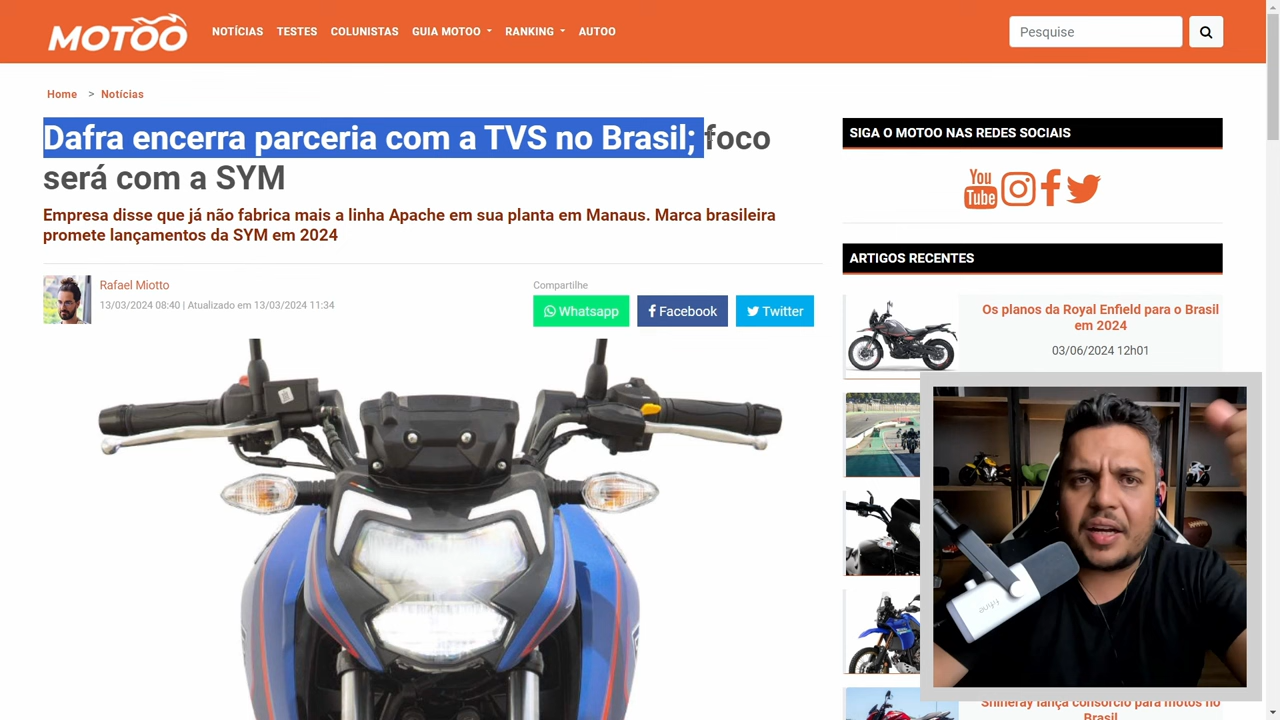 MOTOO
NOTÍCIAS TESTES COLUNISTAS GUIA MOTOO RANKING AUTOO
Pesquise
Home > Notícias
Dafra encerra parceria com a TVS no Brasil; foco
será com a SYM
Empresa disse que já não fabrica mais a linha Apache em sua planta em Manaus. Marca brasileira
promete lançamentos da SYM em 2024
Rafael Miotto
13/03/2024 08:40 | Atualizado em 13/03/2024 11:34
Compartilhe
Whatsapp Facebook Twitter
SIGA O MOTOO NAS REDES SOCIAIS
You
Tube
ARTIGOS RECENTES
Os planos da Royal Enfield para o Brasil
em 2024
03/06/2024 12h01
fifine
Shineray lança consórcio para motos no
Brasil